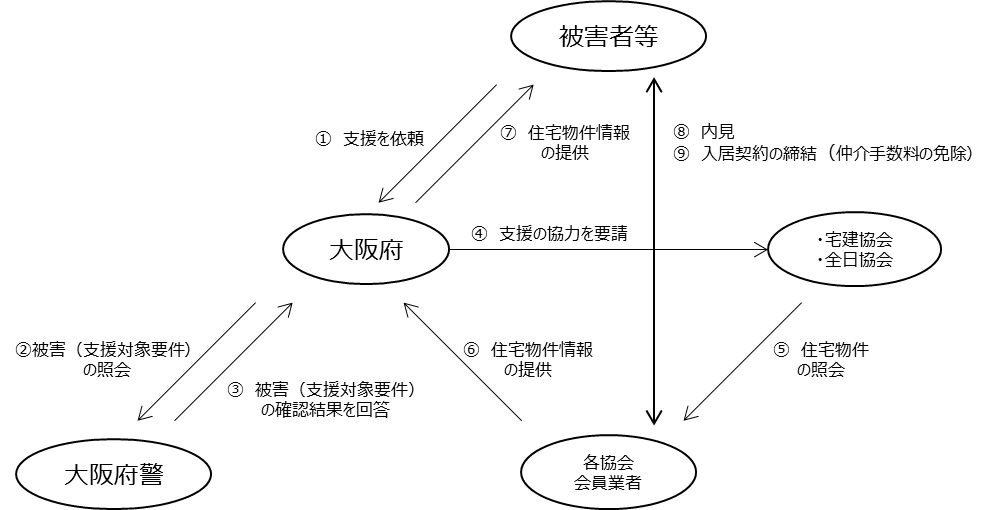 被害者等
① 支援を依頼
⑦ 住宅物件情報
の提供
⑧ 内見
⑨ 入居契約の締結（仲介手数料の免除）
大阪府
④ 支援の協力を要請
・宅建協会
・全日協会
②被害（支援対象要件）
の照会
③ 被害（支援対象要件）
の確認結果を回答
⑥ 住宅物件情報
の提供
⑤ 住宅物件
の照会
大阪府警
各協会
会員業者